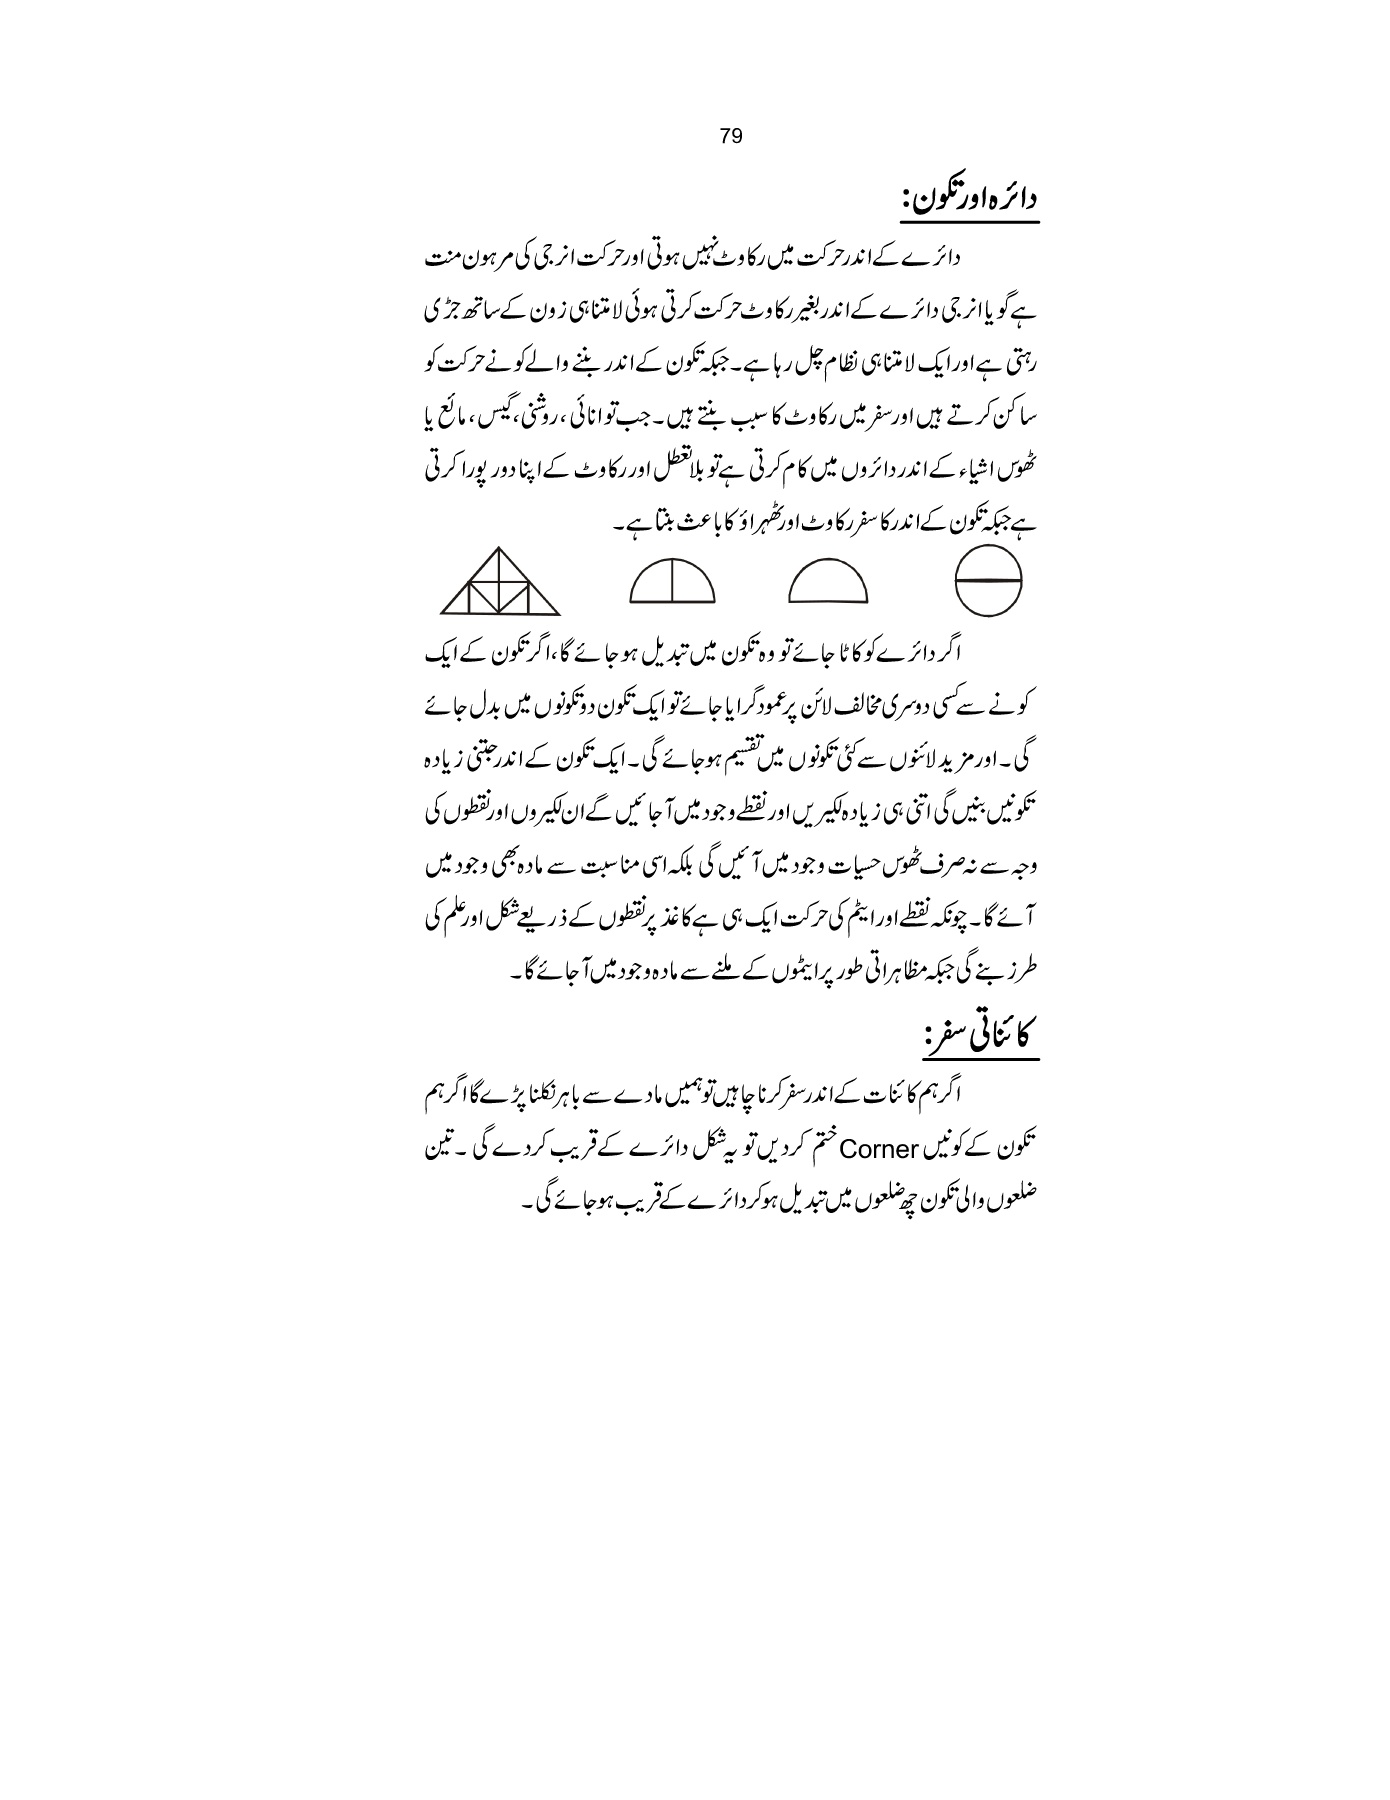 79
دائرہ اور تکون:
دائرے کے اندر حرکت میں رکاوٹ نہیں ہوتی اور حرکت انرجی کی مرہون منت
ہے گویا انرجی دائرے کے اندر بغیر رکاوٹ حرکت کرتی ہوئی لامتناہی زون کے ساتھ جڑی
رہتی ہے اور ایک لامتناہی نظام چل رہا ہے۔ جبکہ تکون کے اندر بننے والے کونے حرکت کو
ساکن کرتے ہیں اور سفر میں رکاوٹ کا سبب بنتے ہیں۔ جب توانائی، روشنی، گیس، مائع یا
ٹھوس اشیاء کے اندر دائروں میں کام کرتی ہے تو بلا تعطل اور رکاوٹ کے اپنا دور پورا کرتی
ہے جبکہ تکون کے اندر کا سفر رکاوٹ اور ٹھہراؤ کا باعث بنتا ہے۔
اگر دائرے کو کاٹا جائے تو وہ تکون میں تبدیل ہو جائے گا، اگر تکون کے ایک
کونے سے کسی دوسری مخالف لائن پر عمود گرایا جائے تو ایک تکون دو تکونوں میں بدل جائے
گی۔ اور مزید لائنوں سے کئی تکونوں میں تقسیم ہو جائے گی۔ ایک تکون کے اندر جتنی زیادہ
تکونیں بنیں گی اتنی ہی زیادہ لکیریں اور نقطے وجود میں آ جائیں گے ان لکیروں اور نقطوں کی
وجہ سے نہ صرف ٹھوس حسیات وجود میں آئیں گی بلکہ اسی مناسبت سے مادہ بھی وجود میں
آئے گا۔ چونکہ نقطے اور ایٹم کی حرکت ایک ہی ہے کاغذ پر نقطوں کے ذریعے شکل اور علم کی
طرز بنے گی جبکہ مظاہراتی طور پر ایٹموں کے ملنے سے مادہ وجود میں آ جائے گا۔
کائناتی سفر:
اگر ہم کائنات کے اندر سفر کرنا چاہیں تو ہمیں مادے سے باہر نکلنا پڑے گا اگر ہم
تکون کے کونیں Corner ختم کر دیں تو یہ شکل دائرے کے قریب کر دے گی ۔ تین
ضلعوں والی تکون چھ ضلعوں میں تبدیل ہو کر دائرے کے قریب ہو جائے گی۔